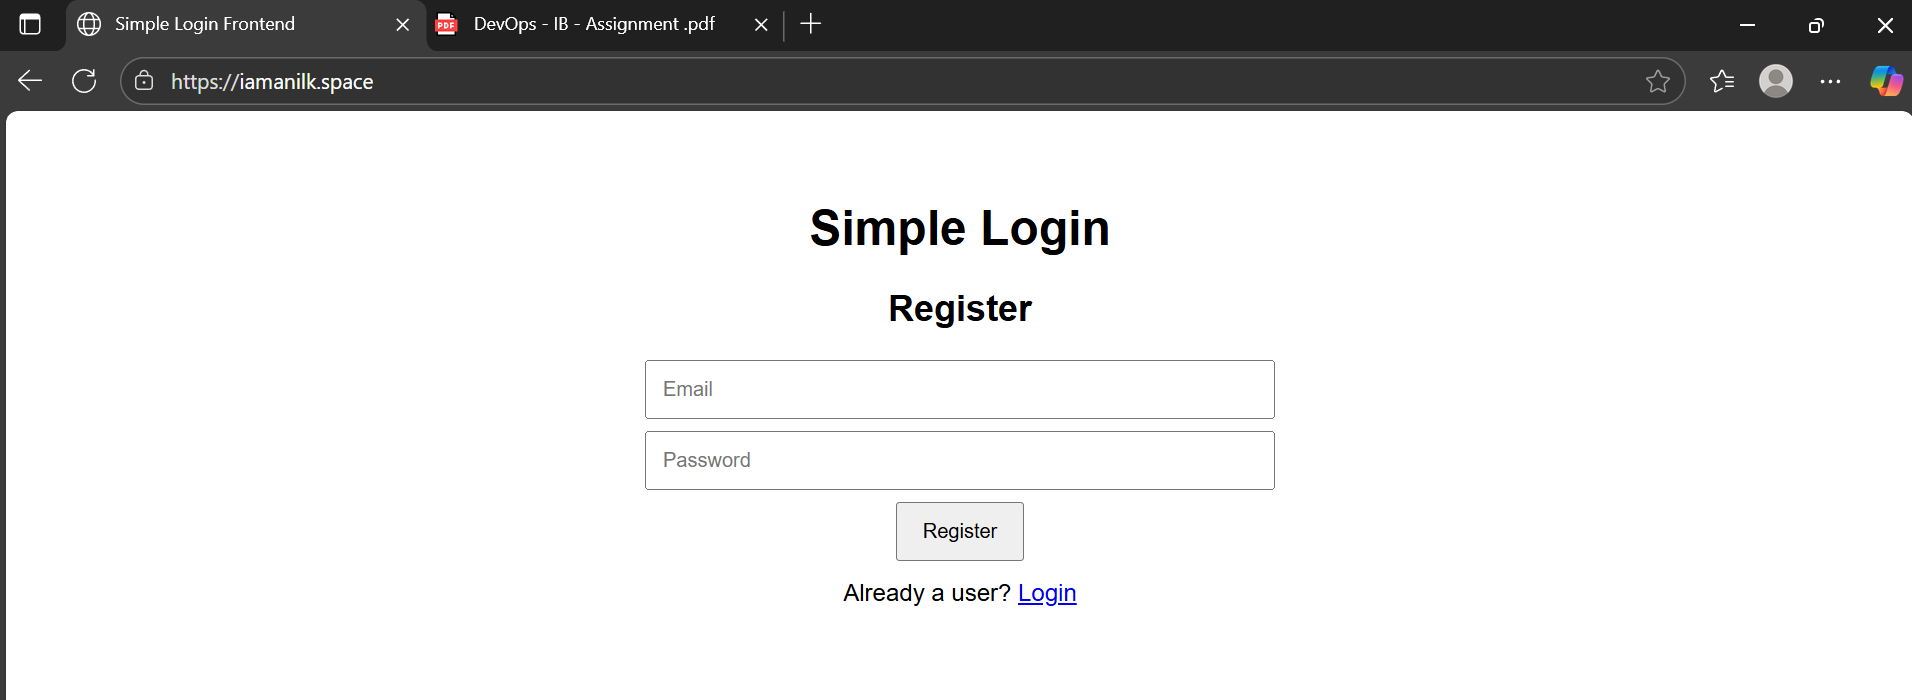 Simple Login Frontend
PDF
DevOps - IB - Assignment .pdf
https://iamanilk.space
Simple Login
Register
Email
Password
Register
Already a user? Login